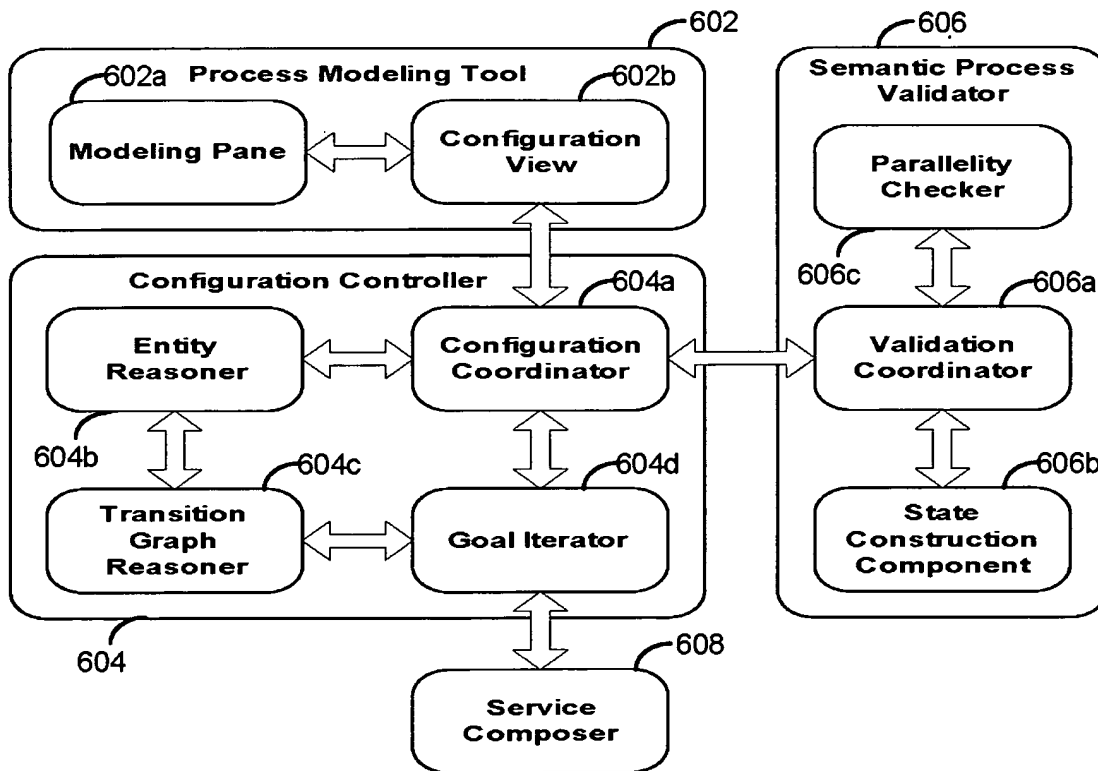 602
606
602a
Process Modeling Tool
602b
Semantic Process
Validator
Modeling Pane
Configuration
View
Parallelity
Checker
606c
606a
Configuration Controller
604a
Entity
Reasoner
Configuration
Coordinator
Validation
Coordinator
604b
604c
604d
606b
Transition
Graph
Reasoner
Goal Iterator
State
Construction
Component
604
608
Service
Composer